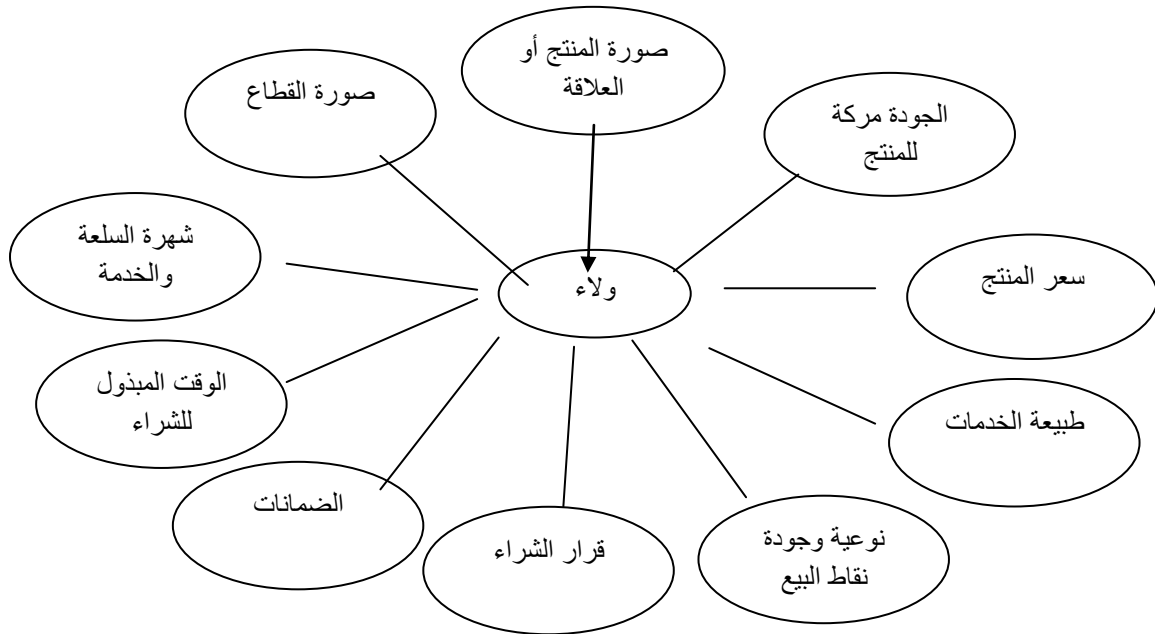 صورة المنتج أو
العلاقة
صورة القطاع
الجودة مركة
للمنتج
شهرة السلعة
والخدمة
سعر المنتج
ولاء
الوقت المبذول
للشراء
طبيعة الخدمات
الضمانات
قرار الشراء
نوعية وجودة
نقاط البيع